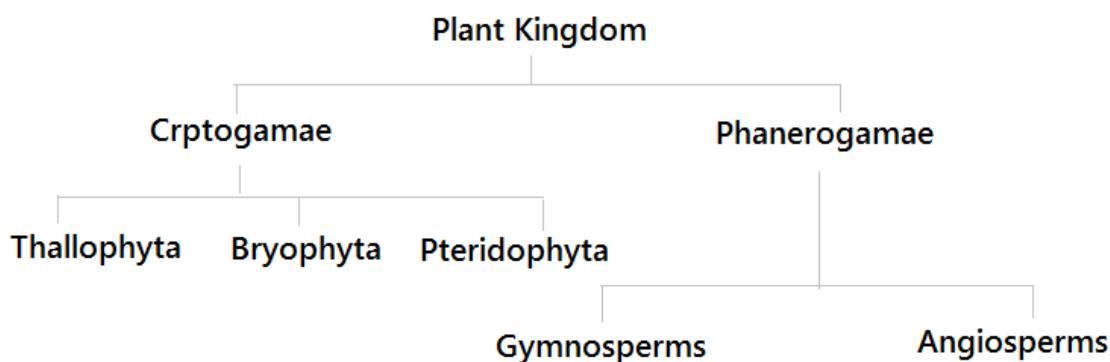 Plant Kingdom
Crptogamae Phanerogamae
Thallophyta Bryophyta Pteridophyta
Gymnosperms Angiosperms